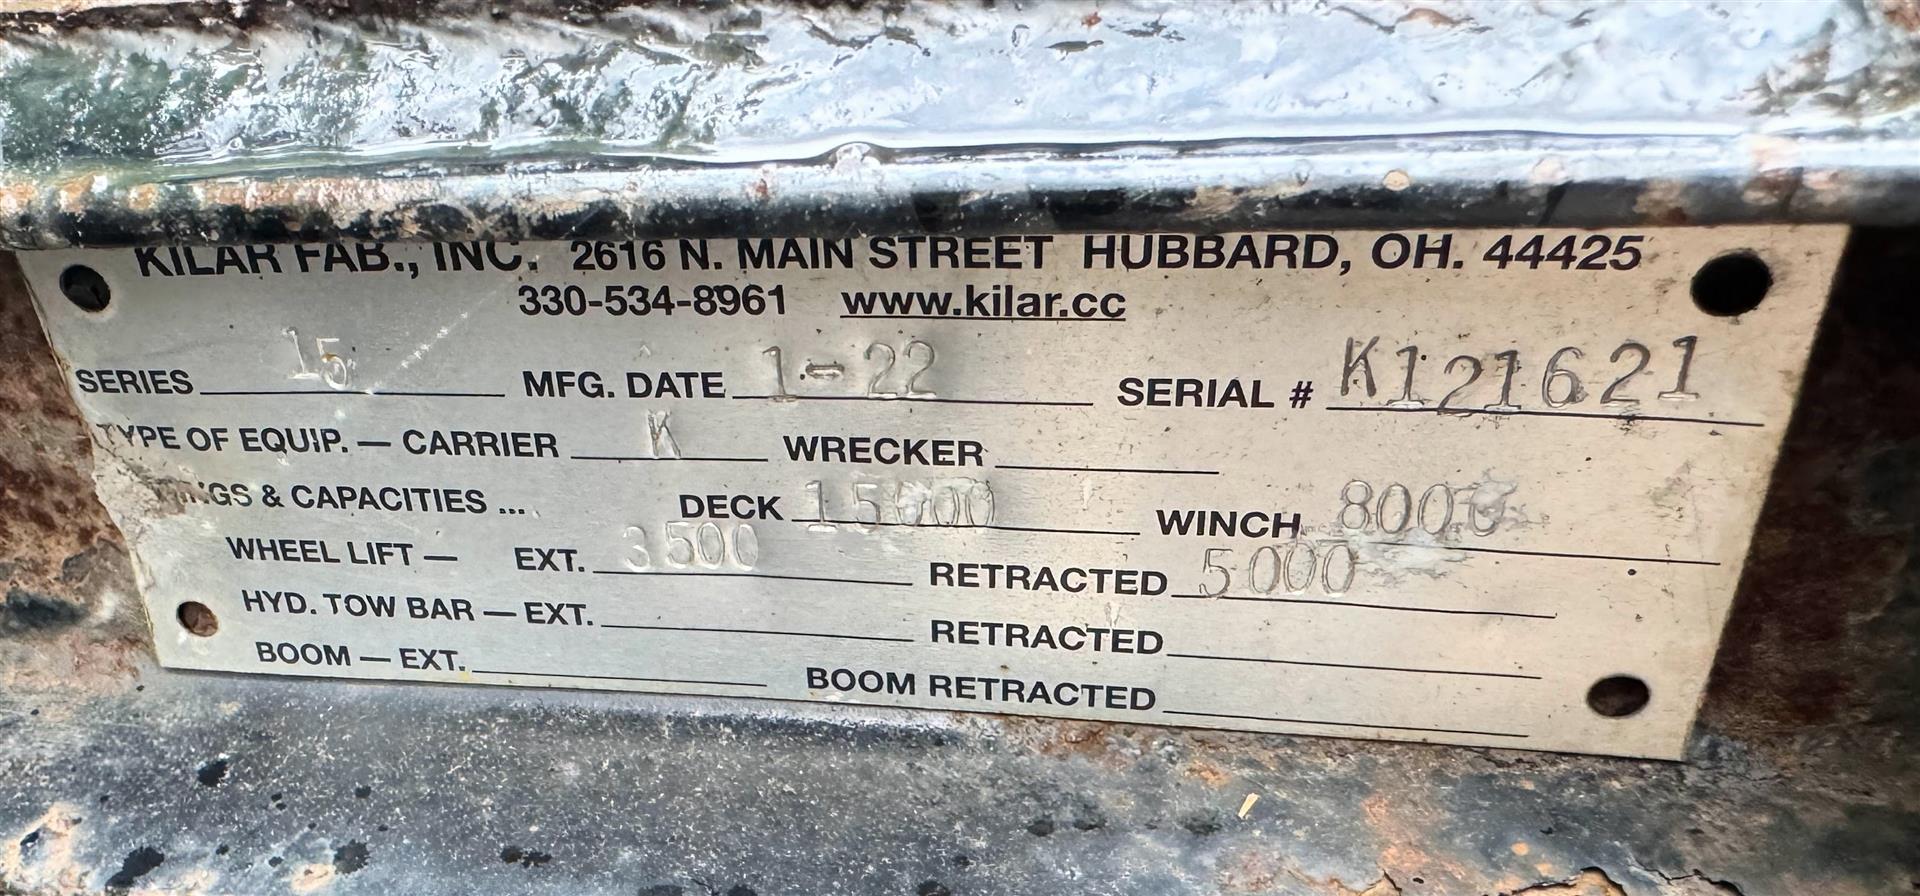 KILAR FAB., INC. 2616 N. MAIN STREET HUBBARD, OH. 44425
330-534-8961 www.kilar.cc
SERIES 15 MFG. DATE 1-22 SERIAL # K121621
TYPE OF EQUIP. — CARRIER K WRECKER
& CAPACITIES ... DECK 15000 WINCH 8000
WHEEL LIFT — EXT. 3500 RETRACTED 5000
HYD. TOW BAR — EXT. RETRACTED
BOOM — EXT. BOOM RETRACTED